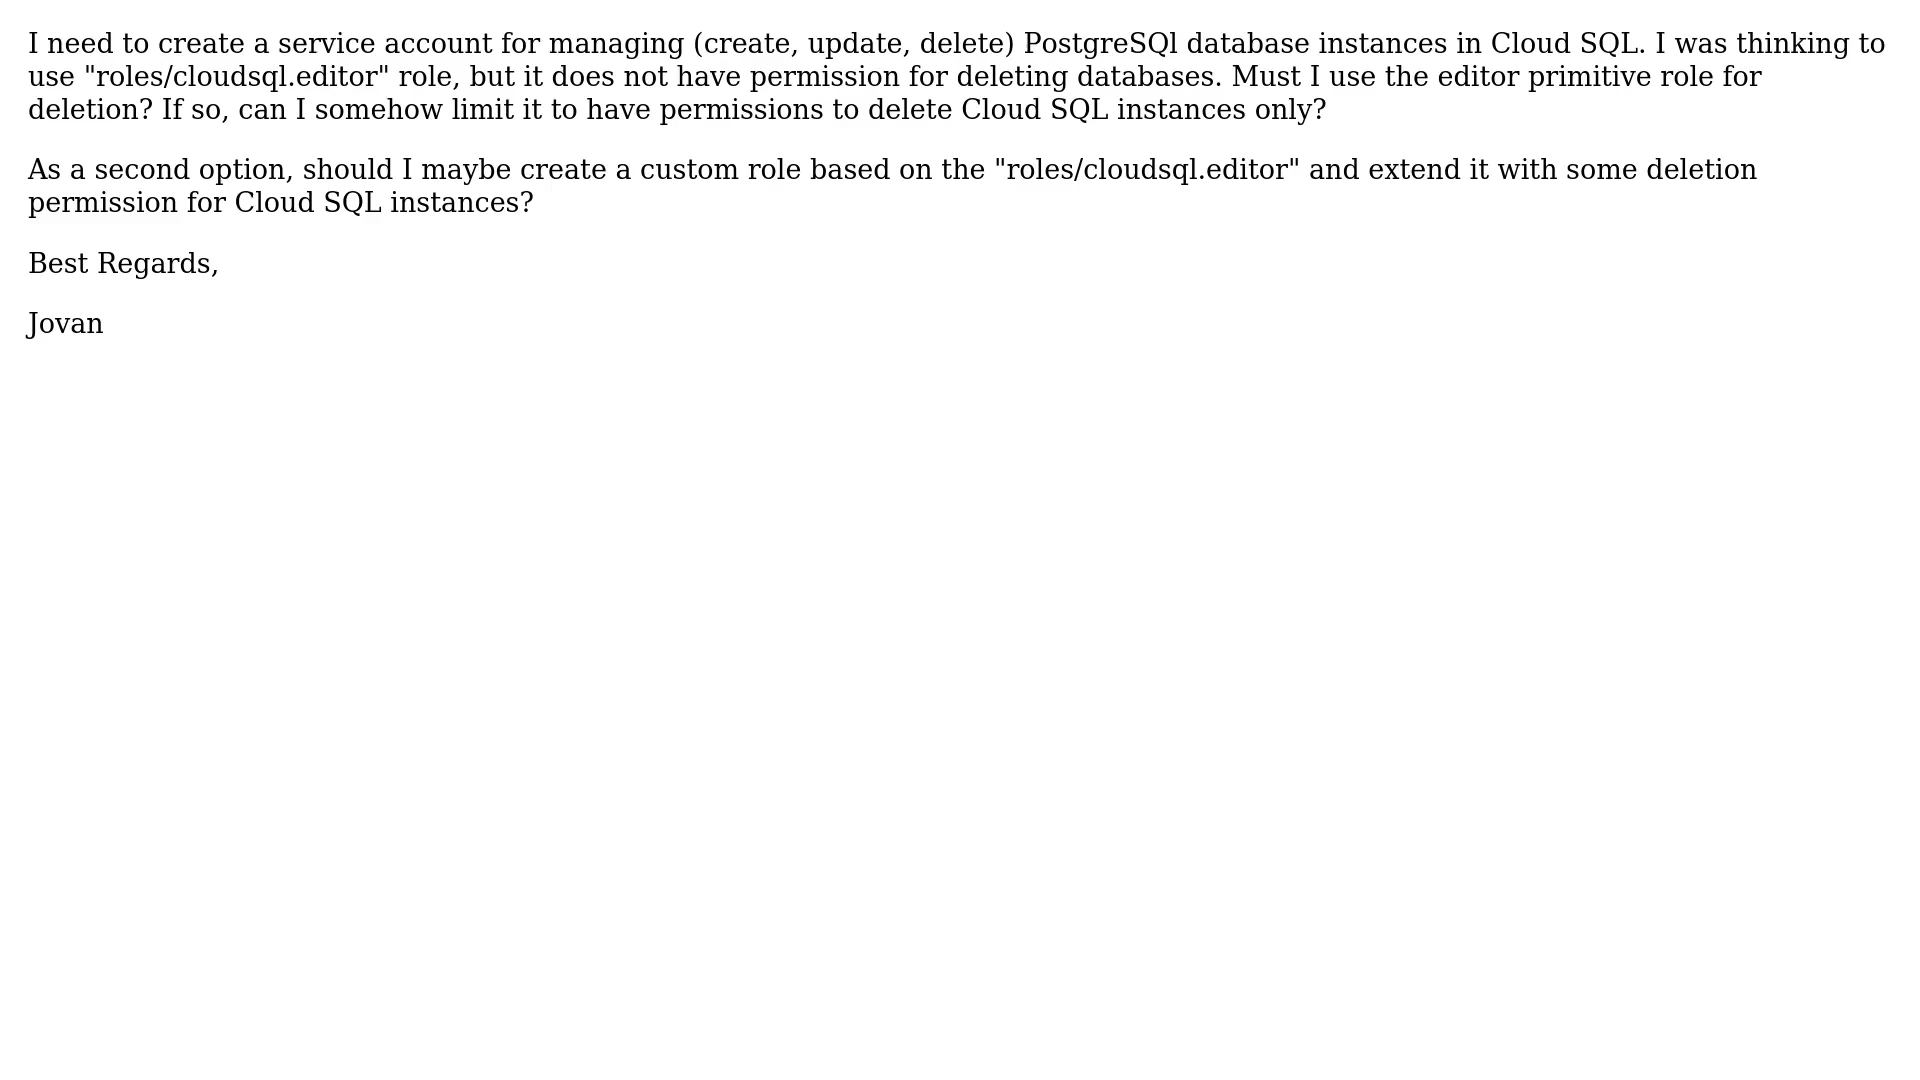 I need to create a service account for managing (create, update, delete) PostgreSQl database instances in Cloud SQL. I was thinking to
use "roles/cloudsql.editor" role, but it does not have permission for deleting databases. Must I use the editor primitive role for
deletion? If so, can I somehow limit it to have permissions to delete Cloud SQL instances only?
As a second option, should I maybe create a custom role based on the "roles/cloudsql.editor" and extend it with some deletion
permission for Cloud SQL instances?
Best Regards,
Jovan